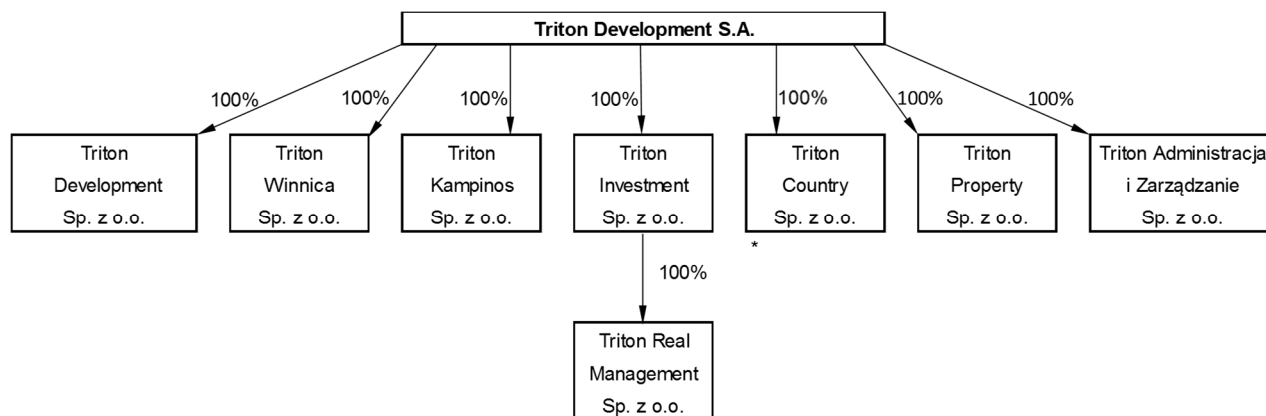 Triton Development S.A.
100%
100%
100%
100%
100%
100%
100%
Triton
Development
Sp. z o.o.
Triton
Winnica
Sp. z o.o.
Triton
Kampinos
Sp. z o.o.
Triton
Investment
Sp. z o.o.
Triton
Country
Sp. z o.o.
*
Triton
Property
Sp. z o.o.
Triton Administracja
i Zarządzanie
Sp. z o.o.
100%
Triton Real
Management
Sp. z o.o.